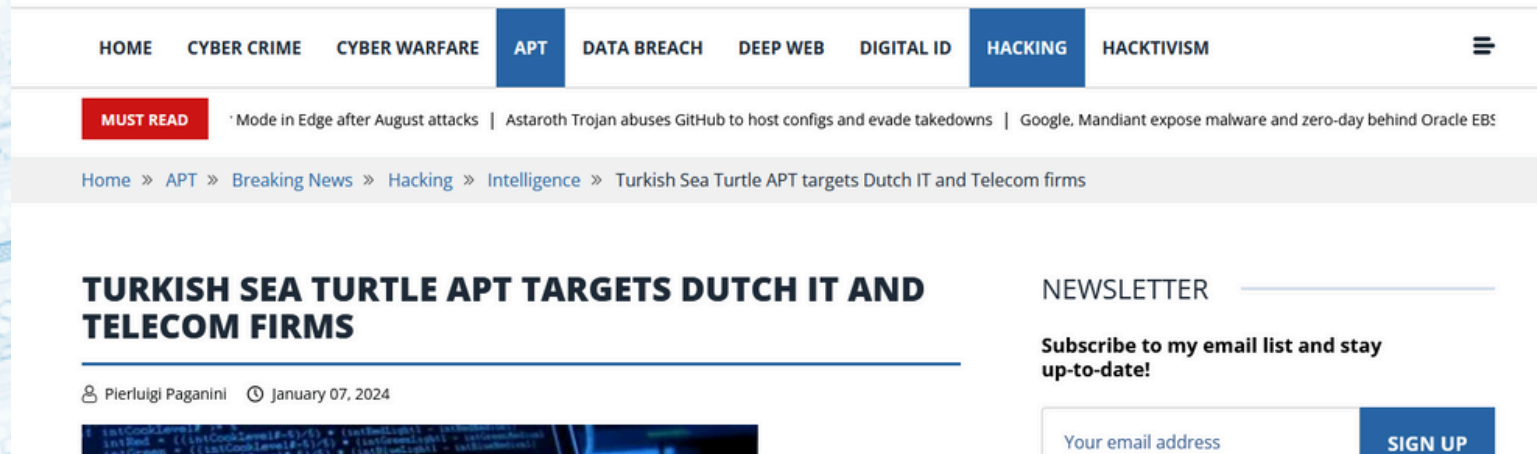 HOME CYBER CRIME CYBER WARFARE APT DATA BREACH DEEP WEB DIGITAL ID HACKING HACKTIVISM
MUST READ Mode in Edge after August attacks | Astaroth Trojan abuses GitHub to host configs and evade takedowns | Google, Mandiant expose malware and zero-day behind Oracle EBS
Home » APT » Breaking News » Hacking » Intelligence » Turkish Sea Turtle APT targets Dutch IT and Telecom firms
TURKISH SEA TURTLE APT TARGETS DUTCH IT AND
TELECOM FIRMS
Pierluigi Paganini January 07, 2024
NEWSLETTER
Subscribe to my email list and stay
up-to-date!
Your email address SIGN UP